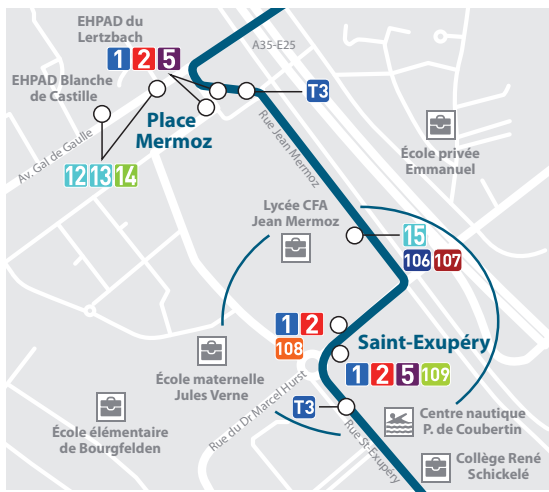 EHPAD du
Lertzbach
1 2 5
A35-E25
EHPAD Blanche
de Castille
T3
Place
Mermoz
Av. Gal de Gaulle
Rue Jean Mermoz
12 13 14
École privée
Emmanuel
Lycée CFA
Jean Mermoz
15
106 107
1 2
108
Saint-Exupéry
1 2 5 109
École maternelle
Jules Verne
T3
Rue du Dr Marcel Hurst
Rue St-Exupéry
Centre nautique
P. de Coubertin
École élémentaire
de Bourgfelden
Collège René
Schickelé